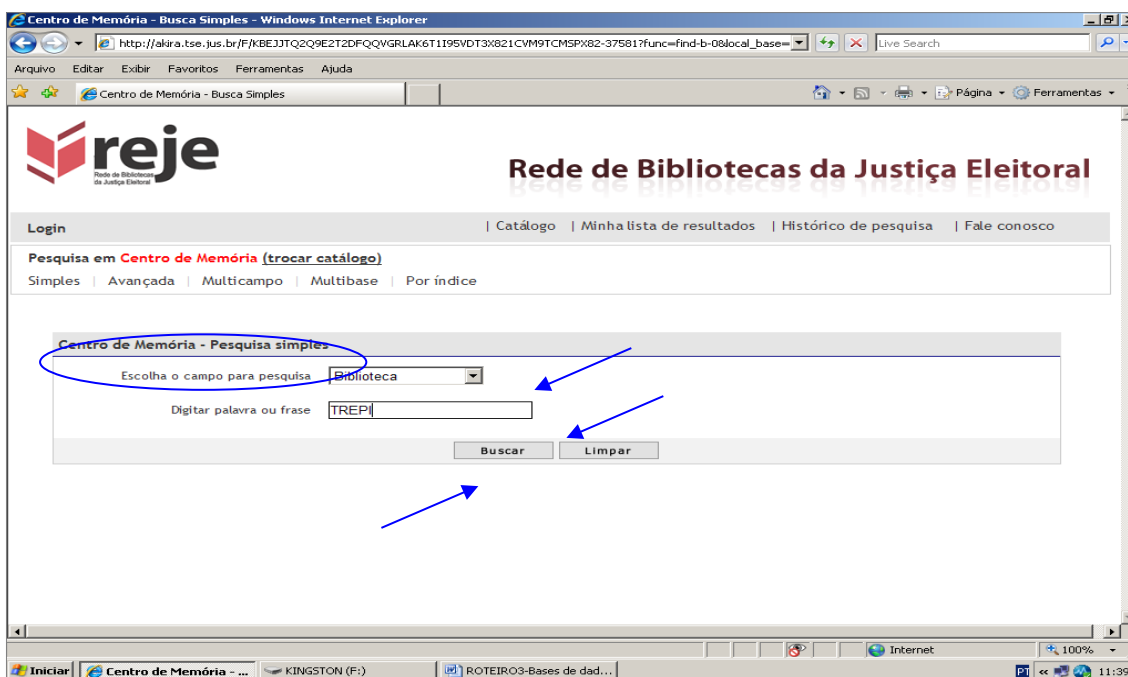 Centro de Memória - Busca Simples - Windows Internet Explorer
http://akira.tse.jus.br/F/KBEJJTQ2Q9E2T2DFQQVGRLAK6T1I95VDT3X821CVM9TCMSPX82-37581?func=find-b-0&local_base=
Live Search
Arquivo Editar Exibir Favoritos Ferramentas Ajuda
Centro de Memória - Busca Simples
Página Ferramentas
reje
Rede de Bibliotecas
da Justiça Eleitoral
Rede de Bibliotecas da Justiça Eleitoral
Login | Catálogo | Minha lista de resultados | Histórico de pesquisa | Fale conosco
Pesquisa em Centro de Memória (trocar catálogo)
Simples | Avançada | Multicampo | Multibase | Por índice
Centro de Memória - Pesquisa simples
Escolha o campo para pesquisa Biblioteca
Digitar palavra ou frase TREPI
Buscar Limpar
Internet 100%
Iniciar Centro de Memória - ... KINGSTON (F:) ROTEIRO3-Bases de dad... PT « 11:39